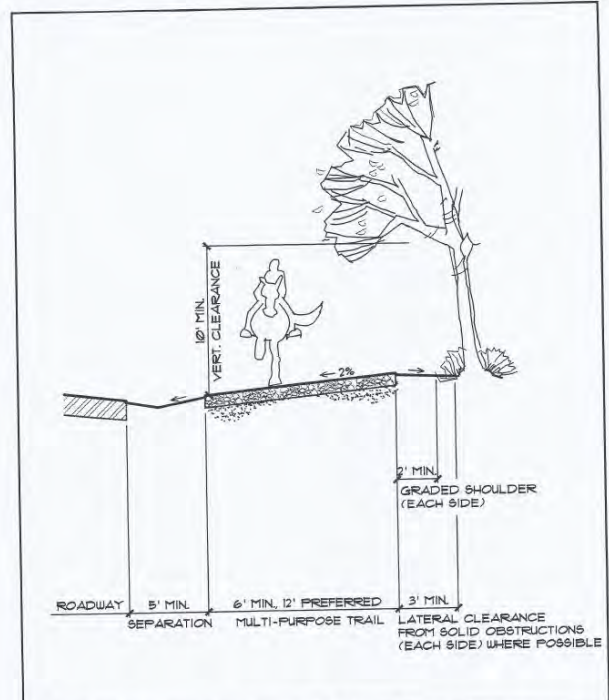 10' MIN.
VERT. CLEARANCE
← 2%
→
←
2' MIN.
GRADED SHOULDER
(EACH SIDE)
ROADWAY
5' MIN.
SEPARATION
6' MIN., 12' PREFERRED
MULTI-PURPOSE TRAIL
3' MIN.
LATERAL CLEARANCE
FROM SOLID OBSTRUCTIONS
(EACH SIDE) WHERE POSSIBLE